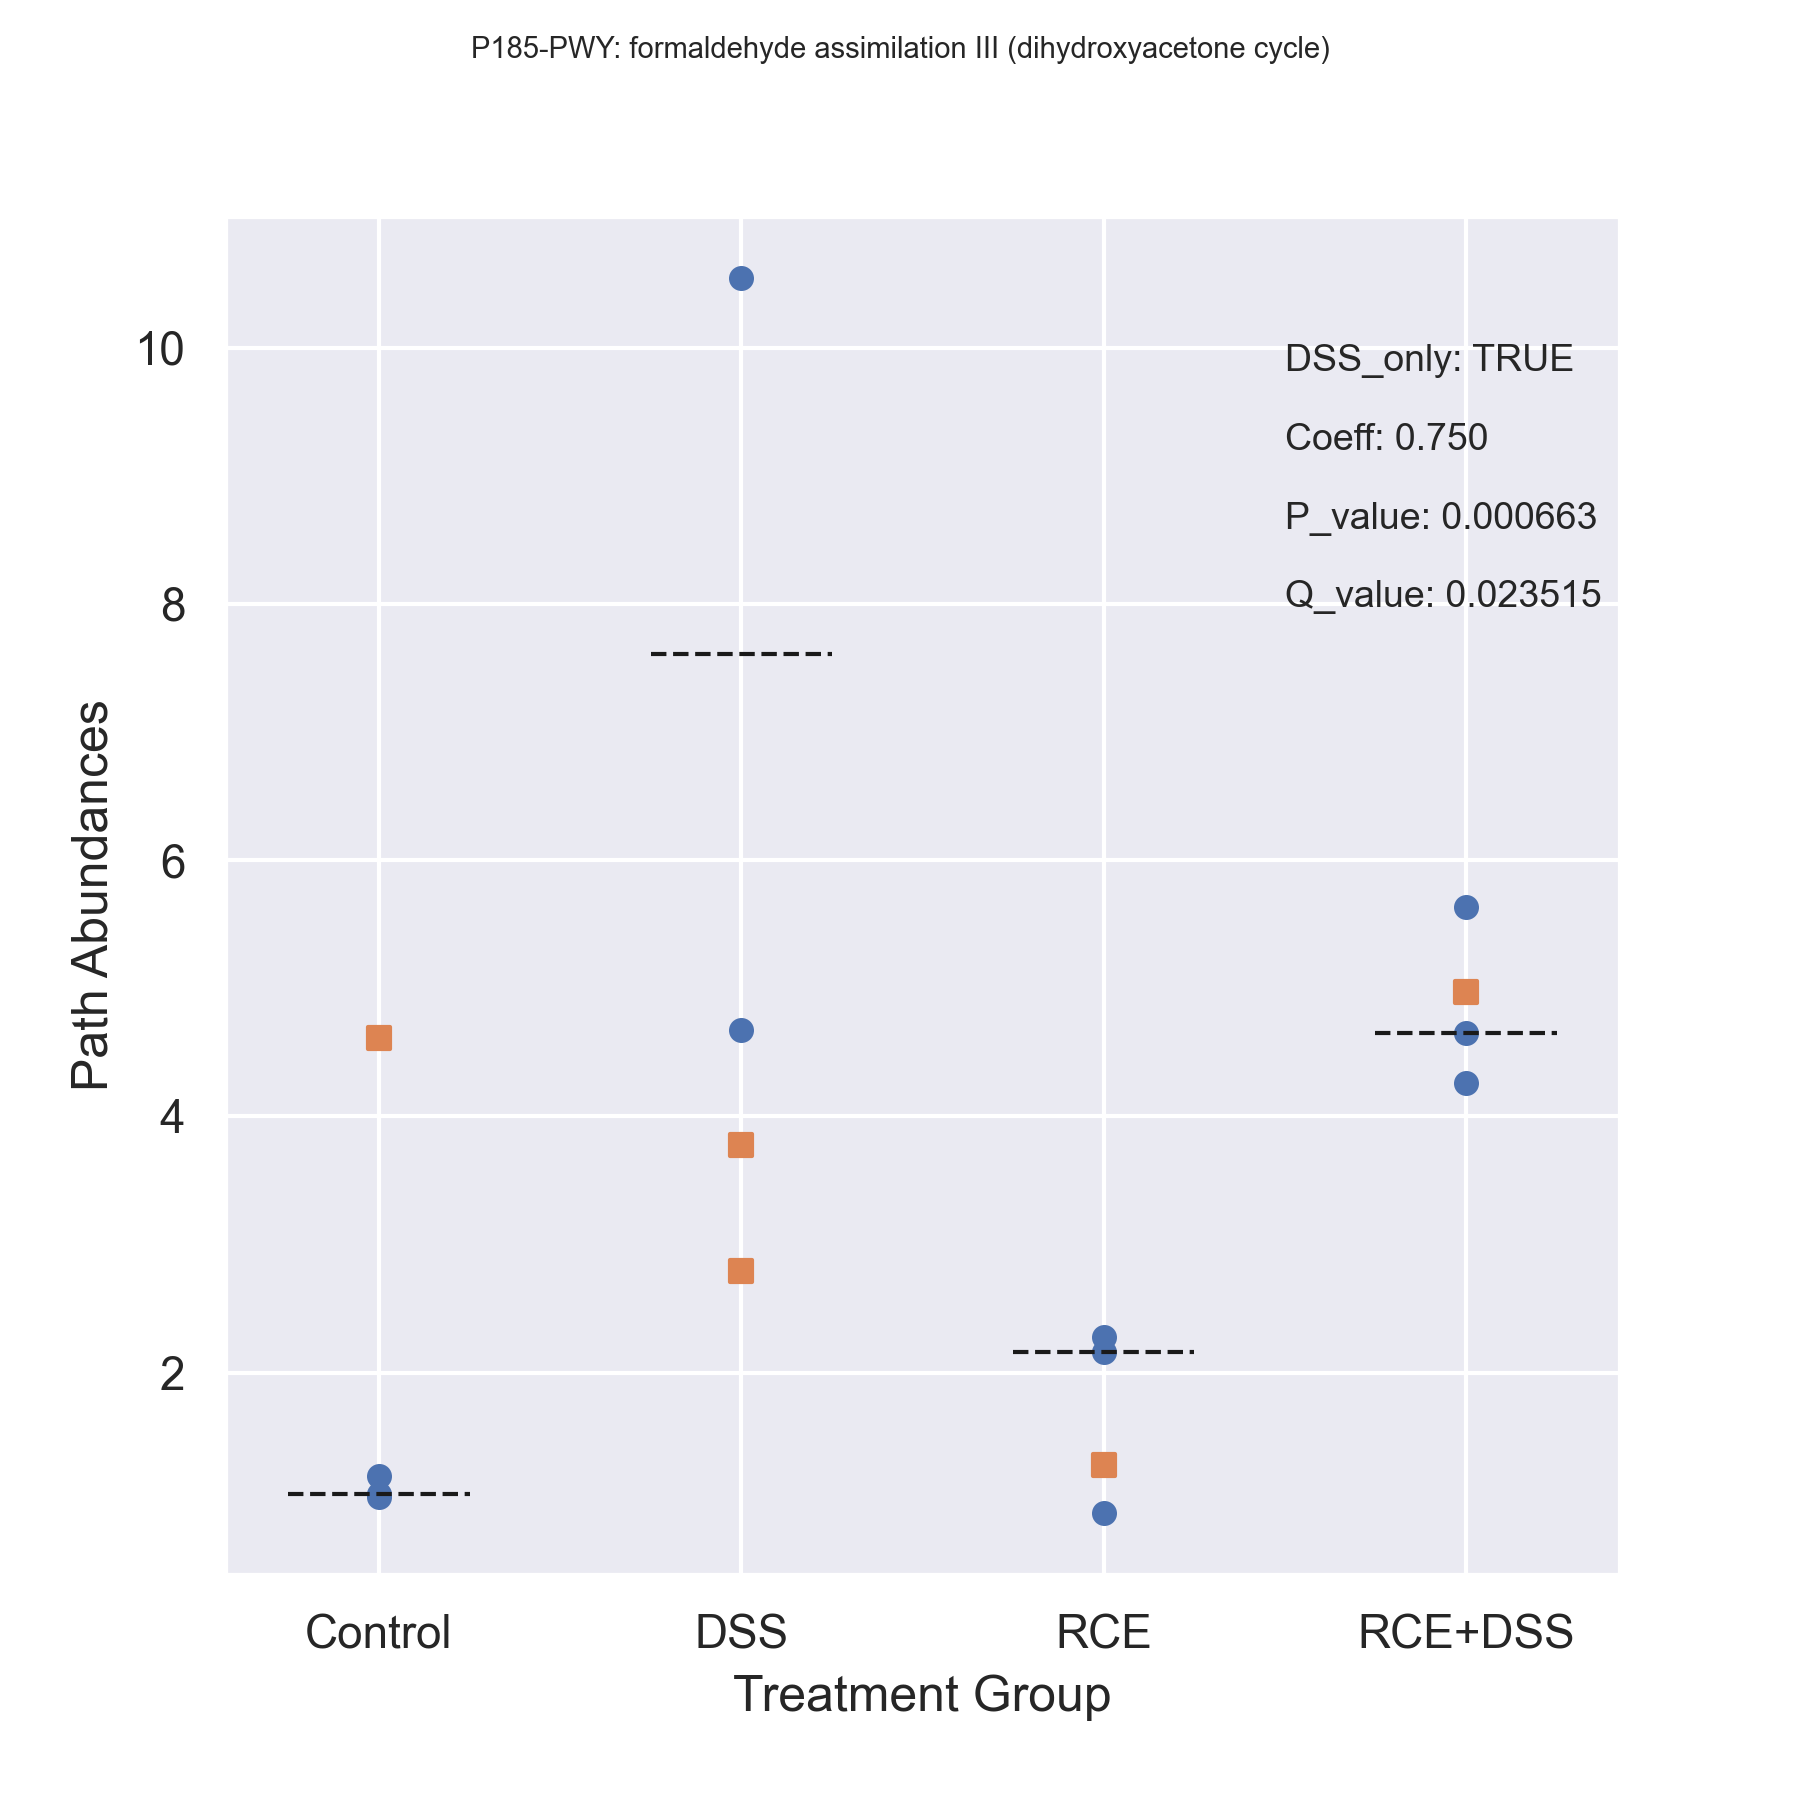 P185-PWY: formaldehyde assimilation III (dihydroxyacetone cycle)
10
8
6
4
2
Path Abundances
DSS_only: TRUE
Coeff: 0.750
P_value: 0.000663
Q_value: 0.023515
Control DSS RCE RCE+DSS
Treatment Group